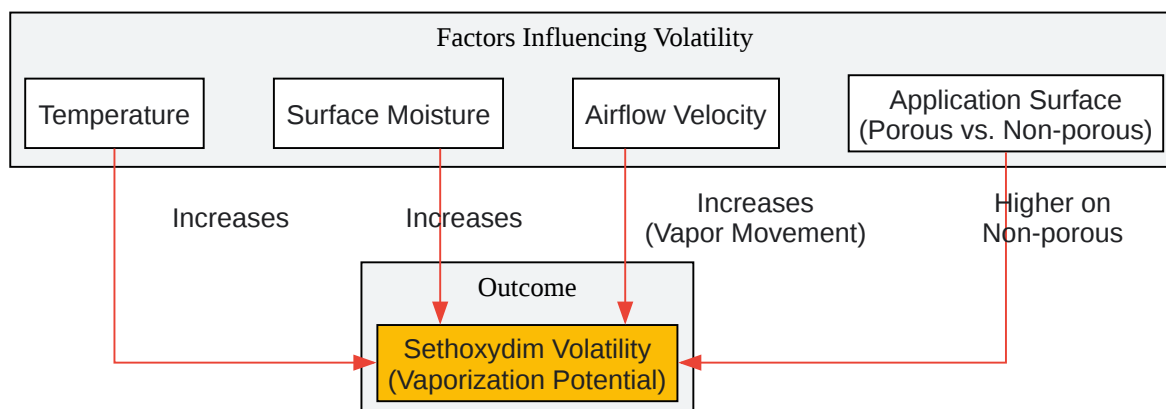 Factors Influencing Volatility
Temperature
Surface Moisture
Airflow Velocity
Application Surface
(Porous vs. Non-porous)
Increases
Increases
Increases
(Vapor Movement)
Higher on
Non-porous
Outcome
Sethoxydim Volatility
(Vaporization Potential)